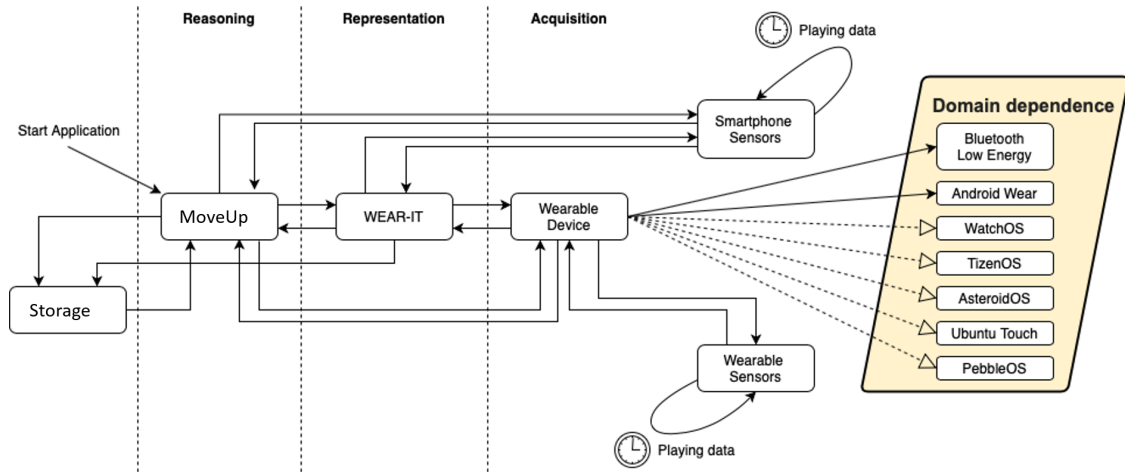 Reasoning
Representation
Acquisition
Playing data
Domain dependence
Start Application
Smartphone
Sensors
Bluetooth
Low Energy
Android Wear
MoveUp
WEAR-IT
Wearable
Device
WatchOS
TizenOS
Storage
AsteroidOS
Ubuntu Touch
Wearable
Sensors
PebbleOS
Playing data